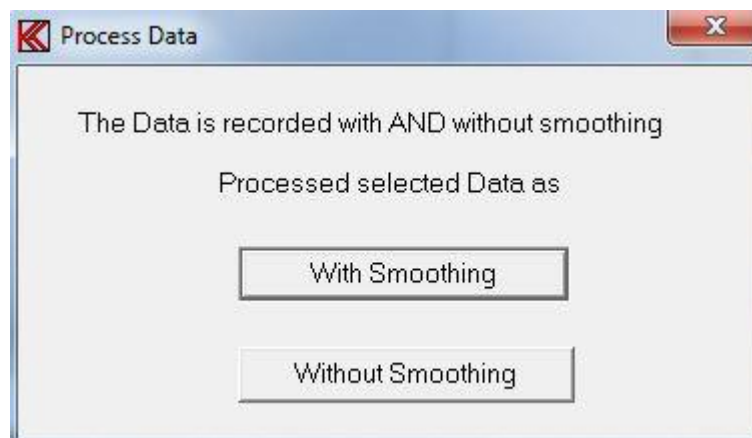 Process Data
The Data is recorded with AND without smoothing
Processed selected Data as
With Smoothing
Without Smoothing